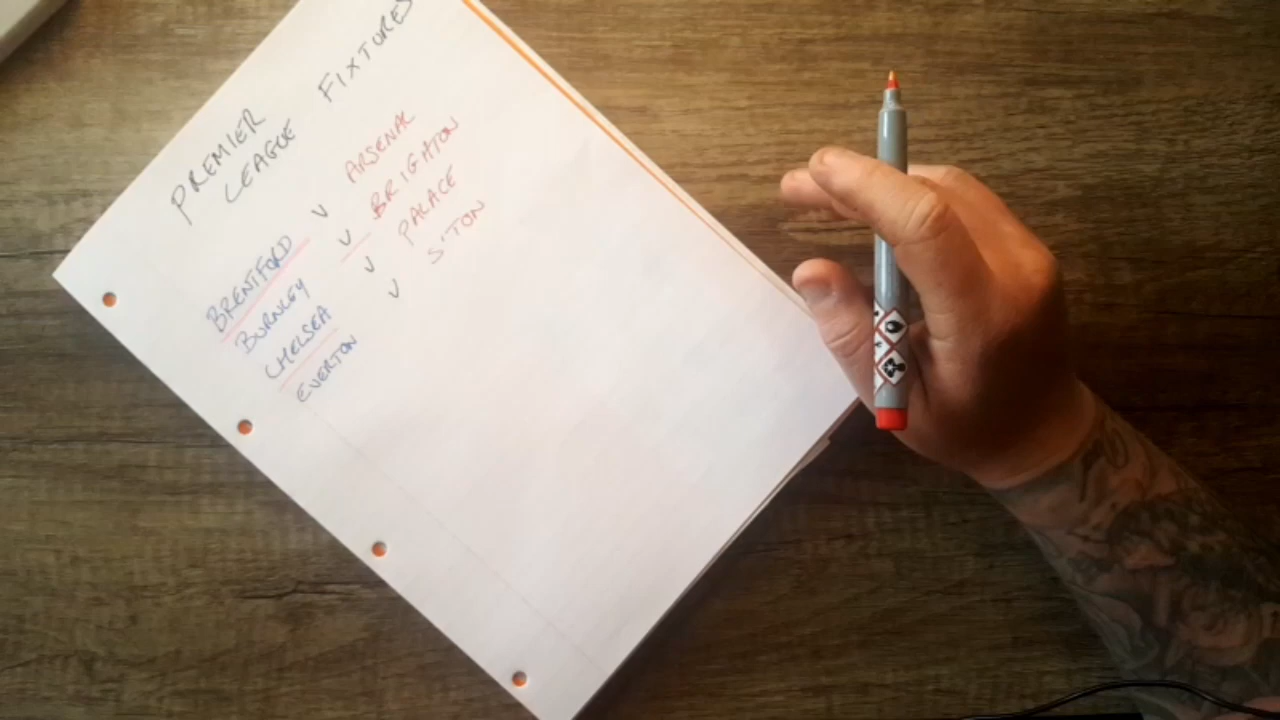 PREMIER
LEAGUE FIXTURES
BRENTFORD V ARSENAL
BURNLEY V BRIGHTON
CHELSEA V PALACE
EVERTON V S'TON